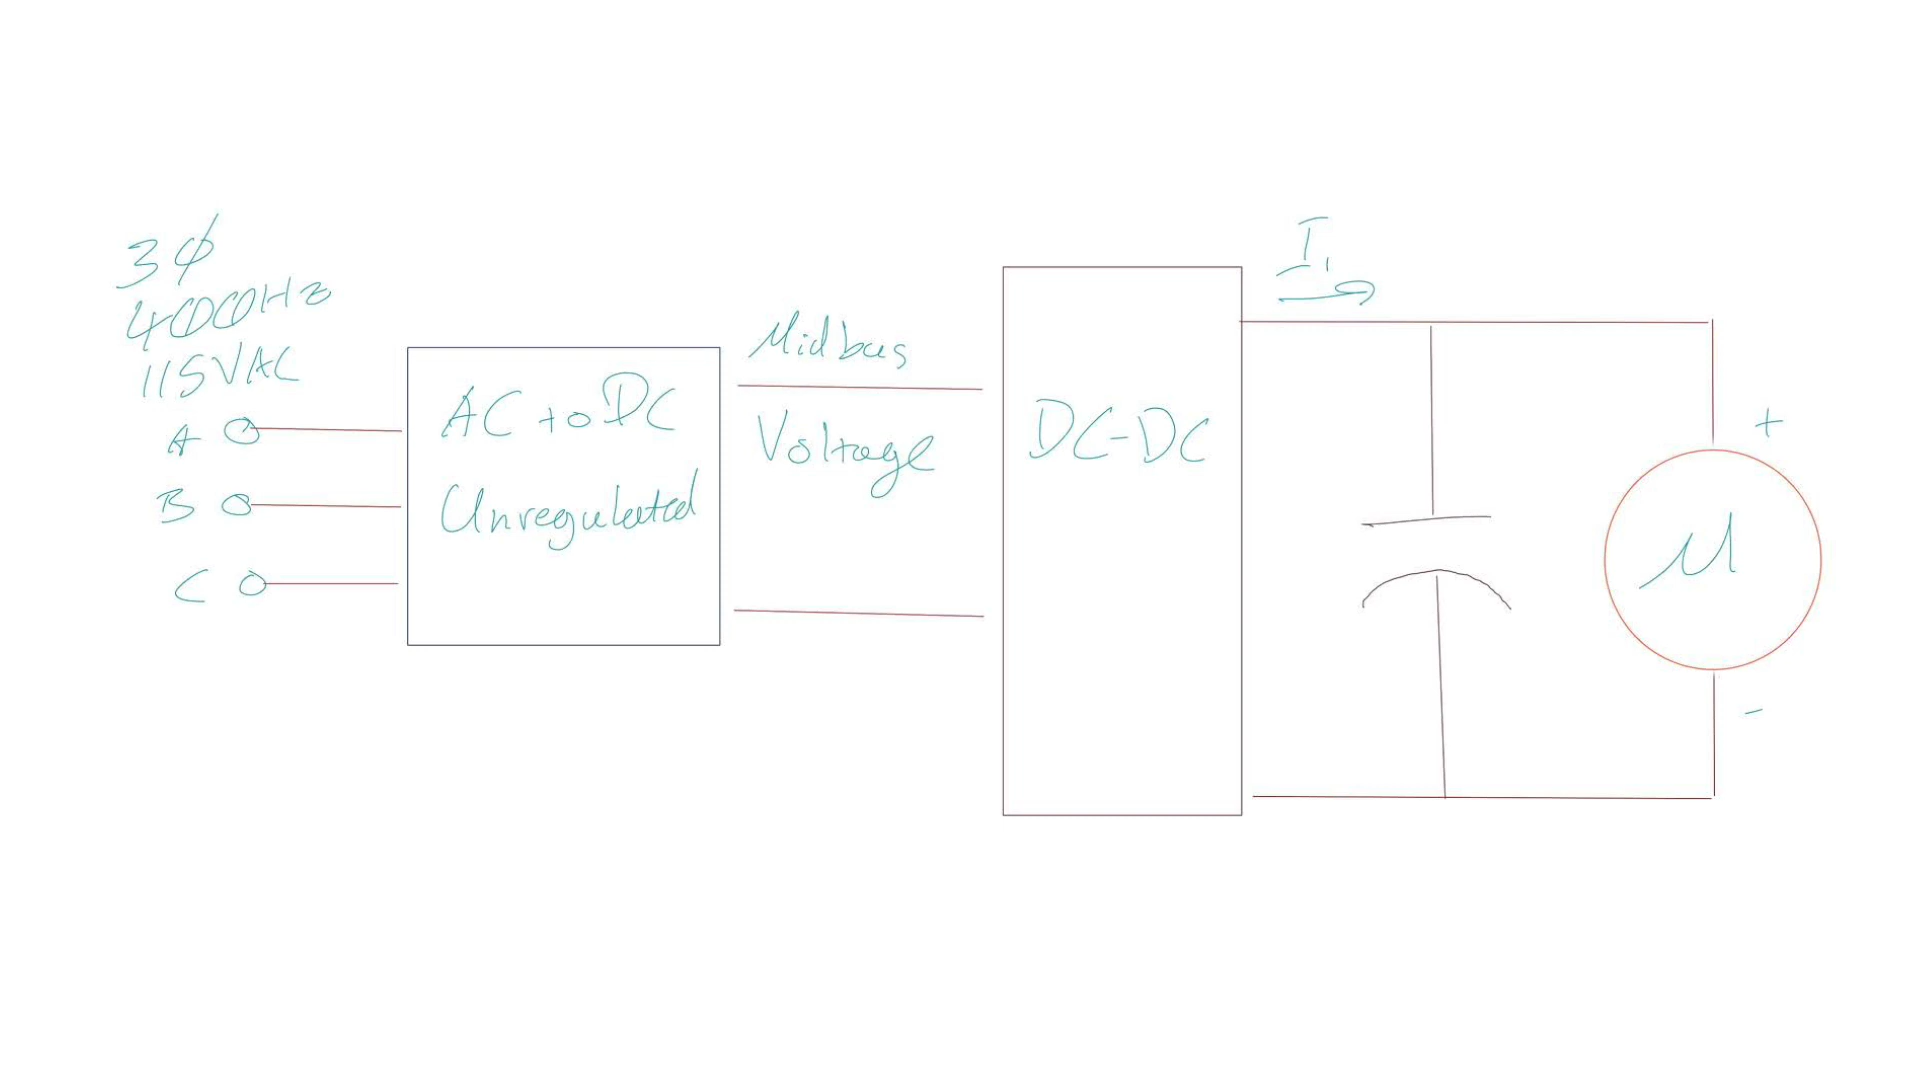 3φ
400Hz
115VAC
A
B
C
AC to DC
Unregulated
Midbus
Voltage
DC-DC
I₁
+
M
-